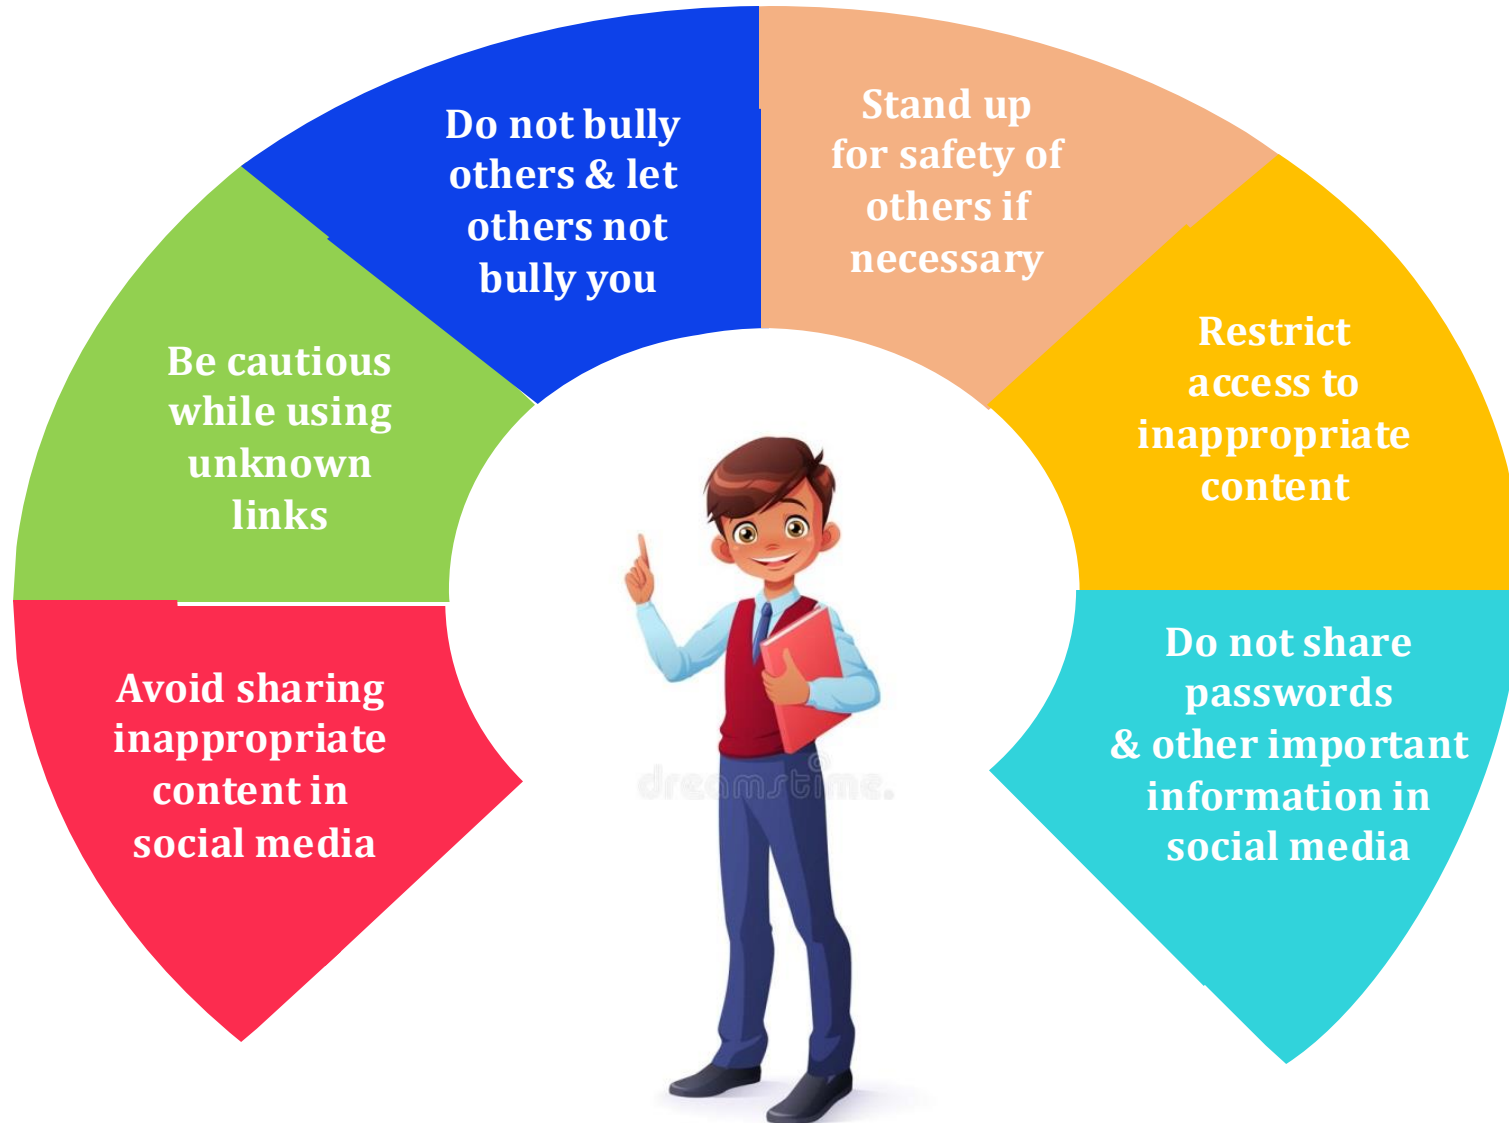 Do not bully
others & let
others not
bully you
Stand up
for safety of
others if
necessary
Be cautious
while using
unknown
links
Restrict
access to
inappropriate
content
Avoid sharing
inappropriate
content in
social media
Do not share
passwords
& other important
information in
social media
dreamstime.